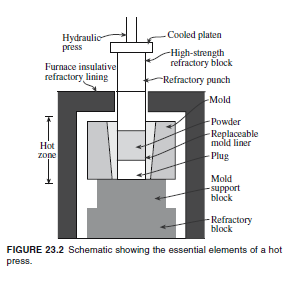 Hydraulic
press
Cooled platen
High-strength
refractory block
Furnace insulative
refractory lining
Refractory punch
Mold
Powder
Replaceable
mold liner
Hot
zone
Plug
Mold
support
block
Refractory
block
FIGURE 23.2 Schematic showing the essential elements of a hot
press.